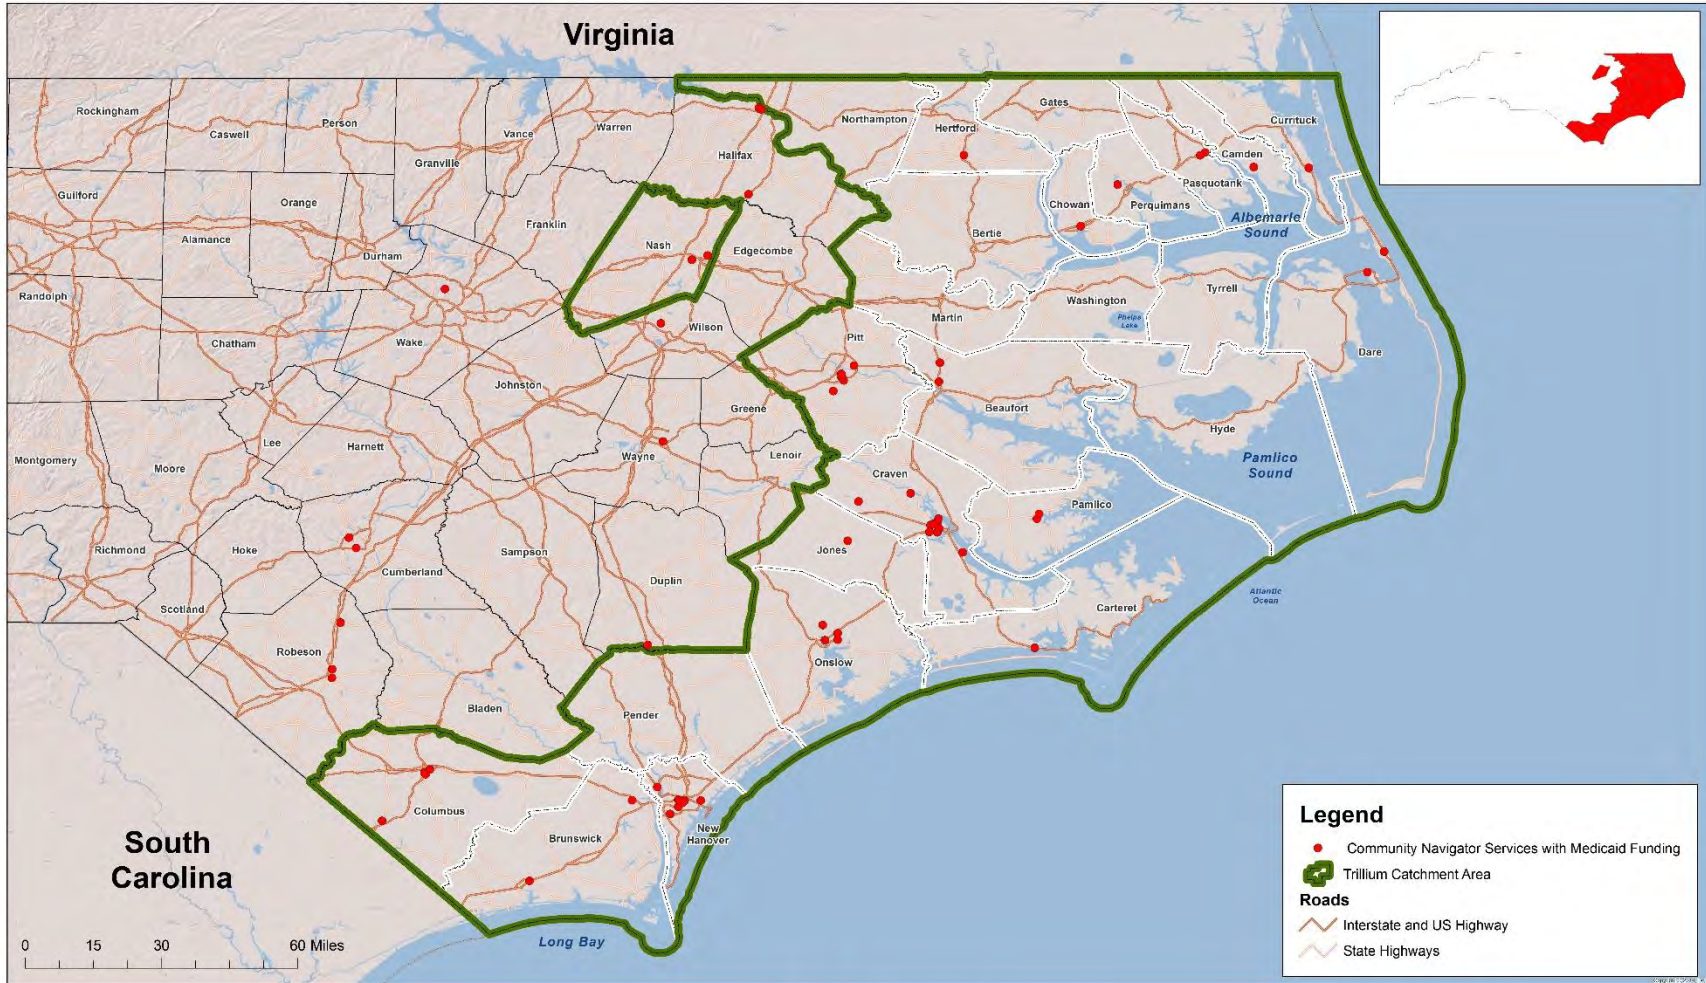 Virginia
Rockingham
Caswell
Person
Granville
Vance
Warren
Halifax
Northampton
Hertford
Gates
Currituck
Camden
Pasquotank
Perquimans
Chowan
Bertie
Albemarle
Sound
Guilford
Orange
Alamance
Durham
Franklin
Nash
Edgecombe
Randolph
Chatham
Wake
Wilson
Martin
Washington
Tyrrell
Phelps
Lake
Dare
Pitt
Johnston
Greene
Beaufort
Hyde
Pamlico
Sound
Montgomery
Moore
Lee
Harnett
Wayne
Lenoir
Craven
Pamlico
Richmond
Hoke
Cumberland
Sampson
Duplin
Jones
Carteret
Atlantic
Ocean
Scotland
Robeson
Bladen
Pender
Onslow
Columbus
Brunswick
New
Hanover
South
Carolina
Long Bay
0 15 30 60 Miles
Legend
Community Navigator Services with Medicaid Funding
Trillium Catchment Area
Roads
Interstate and US Highway
State Highways